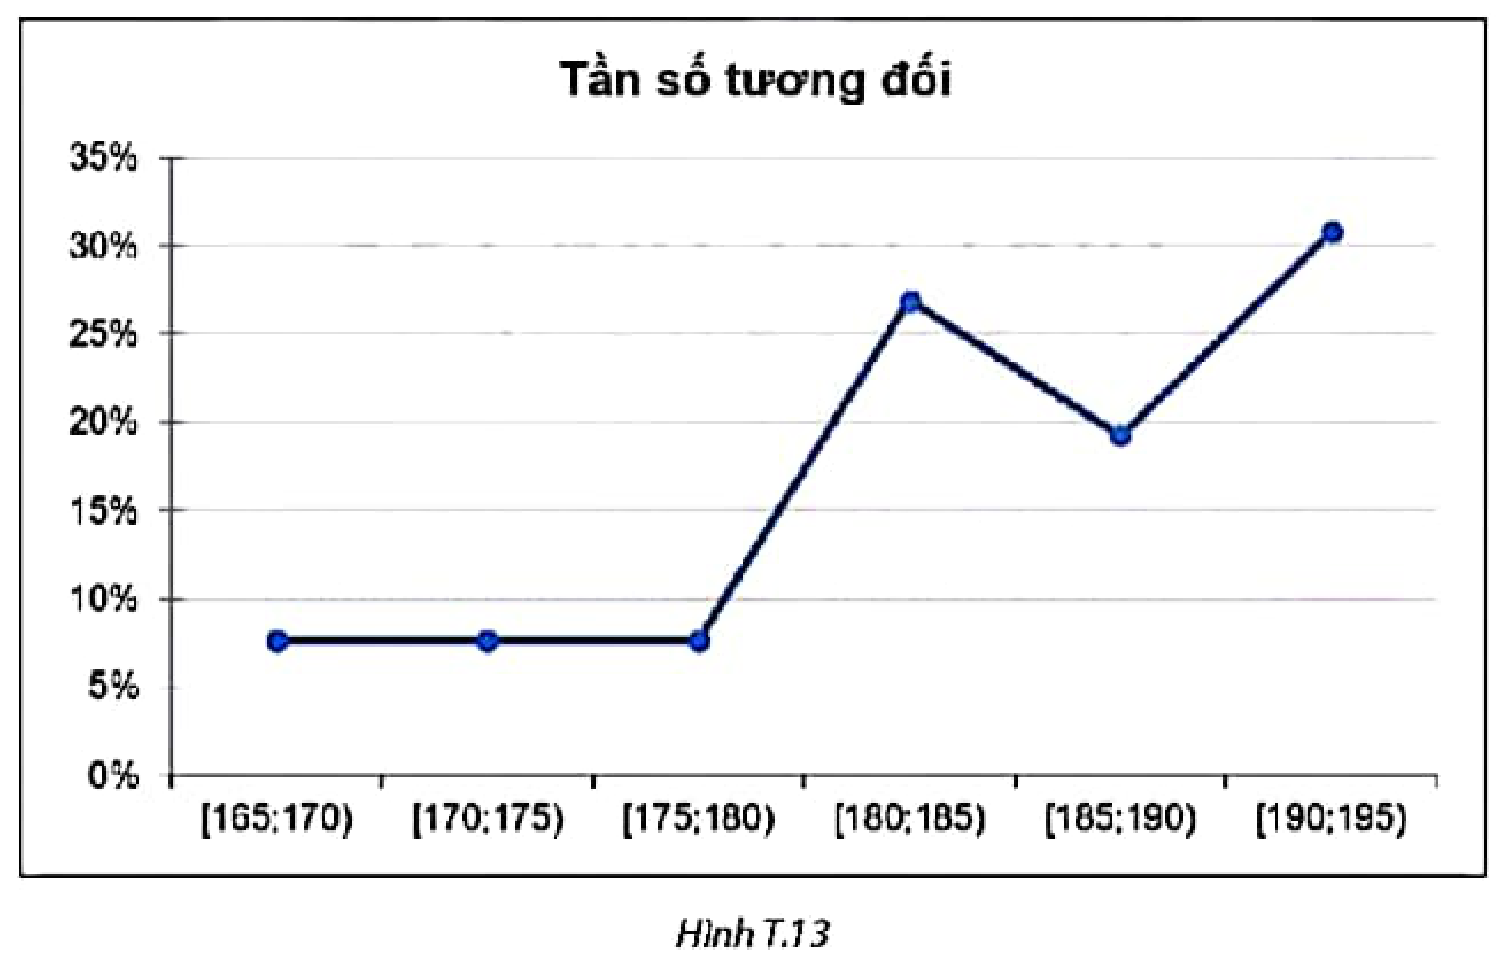 Tần số tương đối
35%
30%
25%
20%
15%
10%
5%
0%
[165;170) [170;175) [175;180) [180;185) [185;190) [190;195)
Hình T.13